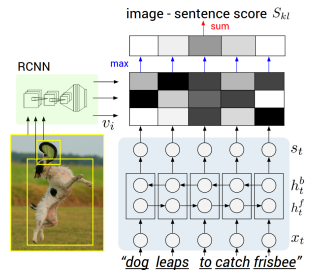 image - sentence score S_{kl}
sum
max
RCNN
v_i
s_t
h_t^b
h_t^f
x_t
“dog leaps to catch frisbee”